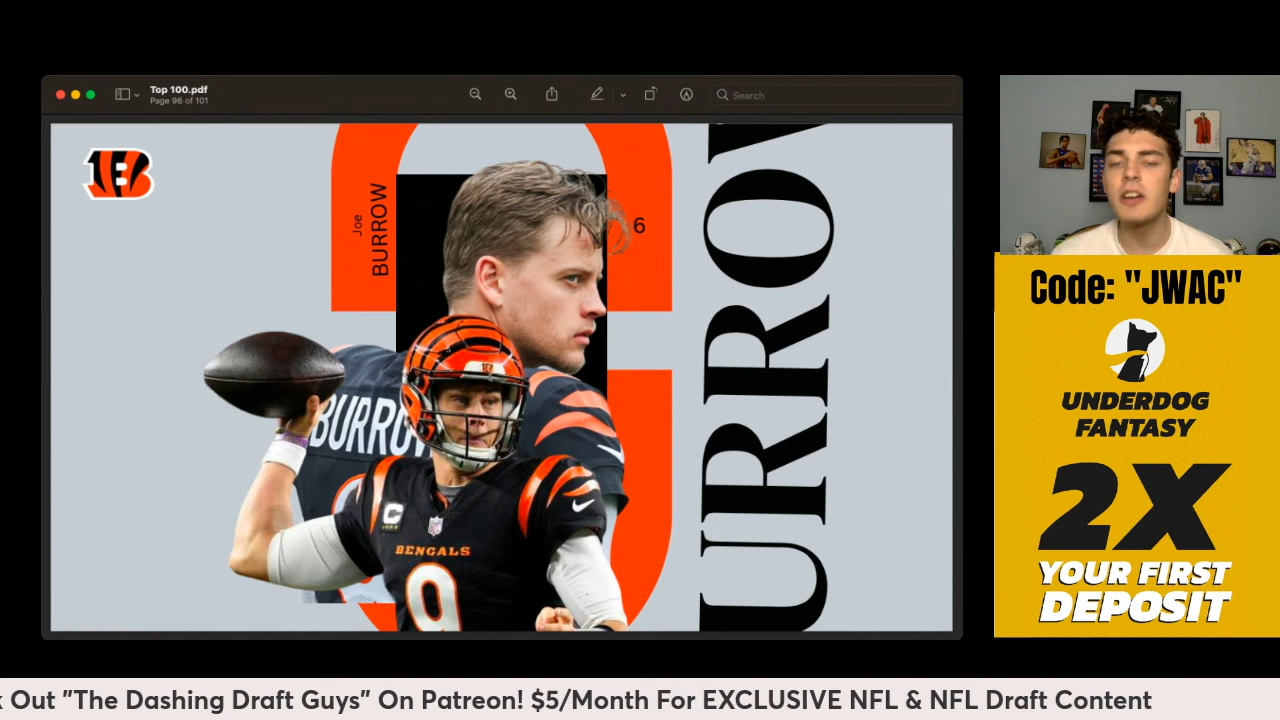 Top 100.pdf
Page 96 of 101
Search
Joe
BURROW
6
URROW
BURROW
C
BENGALS
9
Code: "JWAC"
UNDERDOG
FANTASY
2X
YOUR FIRST
DEPOSIT
Out "The Dashing Draft Guys" On Patreon! $5/Month For EXCLUSIVE NFL & NFL Draft Content